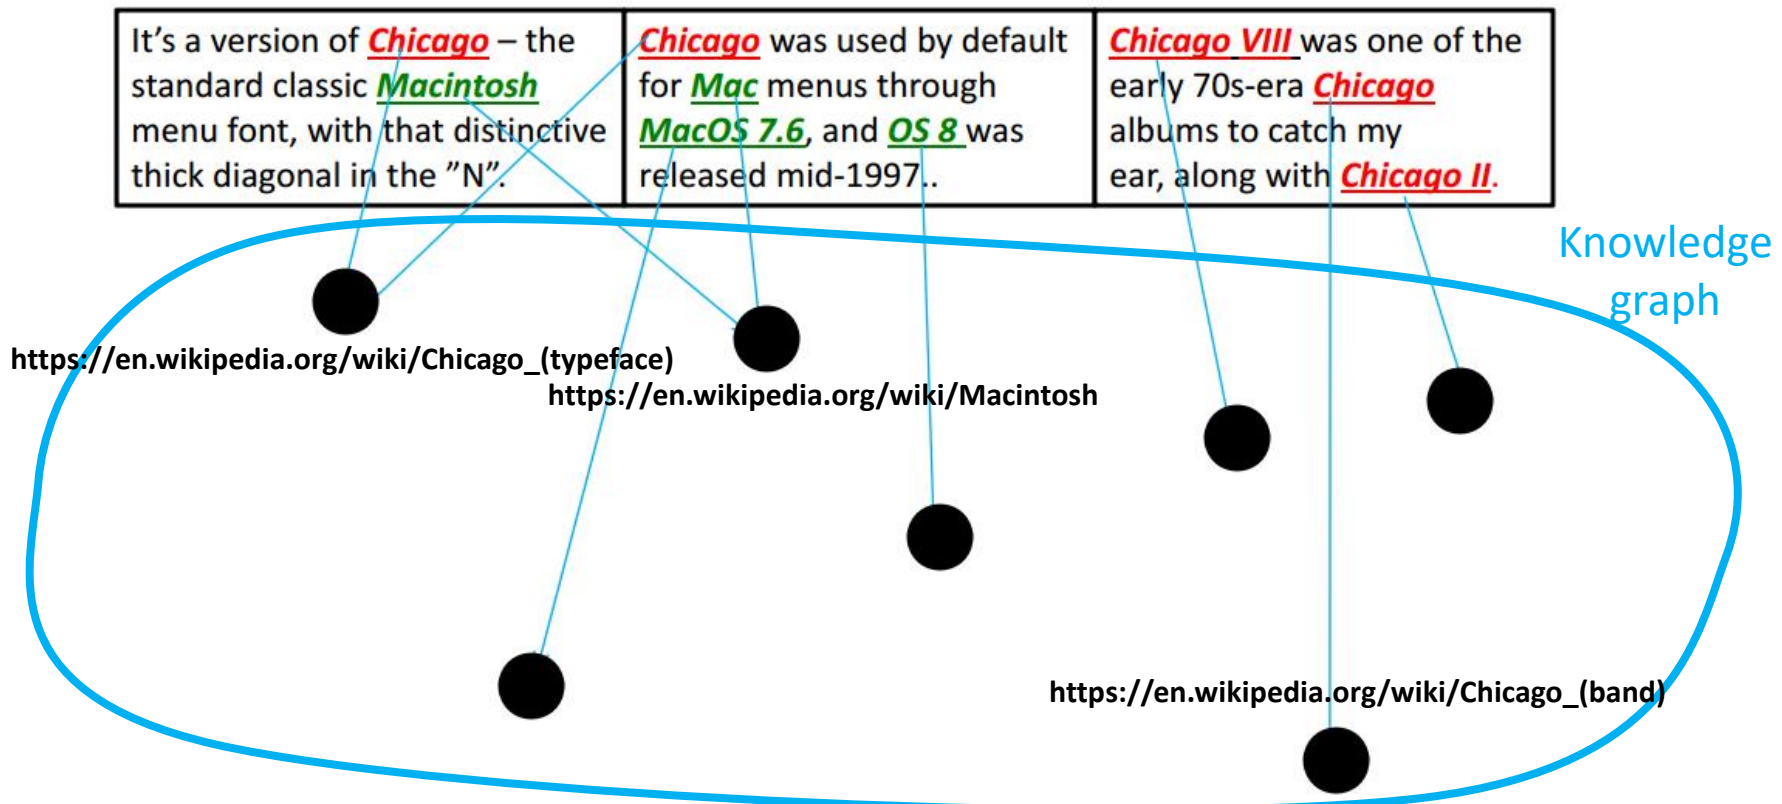 It’s a version of Chicago – the
standard classic Macintosh
menu font, with that distinctive
thick diagonal in the ”N”.
Chicago was used by default
for Mac menus through
MacOS 7.6, and OS 8 was
released mid-1997..
Chicago VIII was one of the
early 70s-era Chicago
albums to catch my
ear, along with Chicago II.
Knowledge
graph
https://en.wikipedia.org/wiki/Chicago_(typeface)
https://en.wikipedia.org/wiki/Macintosh
https://en.wikipedia.org/wiki/Chicago_(band)